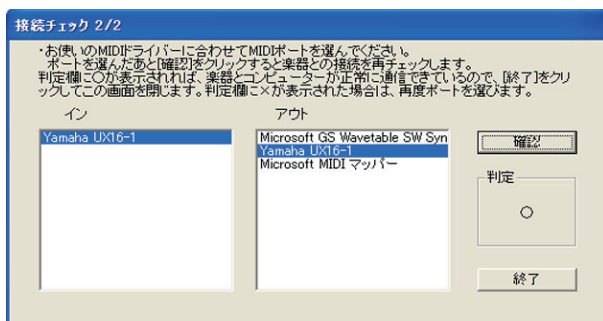 接続チェック 2/2
・お使いのMIDIドライバーに合わせてMIDIポートを選んでください。
ポートを選んだあと[確認]をクリックすると楽器との接続を再チェックします。
判定欄に○が表示されれば、楽器とコンピューターが正常に通信できているので、[終了]をクリ
ックしてこの画面を閉じます。判定欄に×が表示された場合は、再度ポートを選びます。
イン
アウト
Yamaha UX16-1
Microsoft GS Wavetable SW Syn
Yamaha UX16-1
Microsoft MIDI マッパー
確認
判定
○
終了